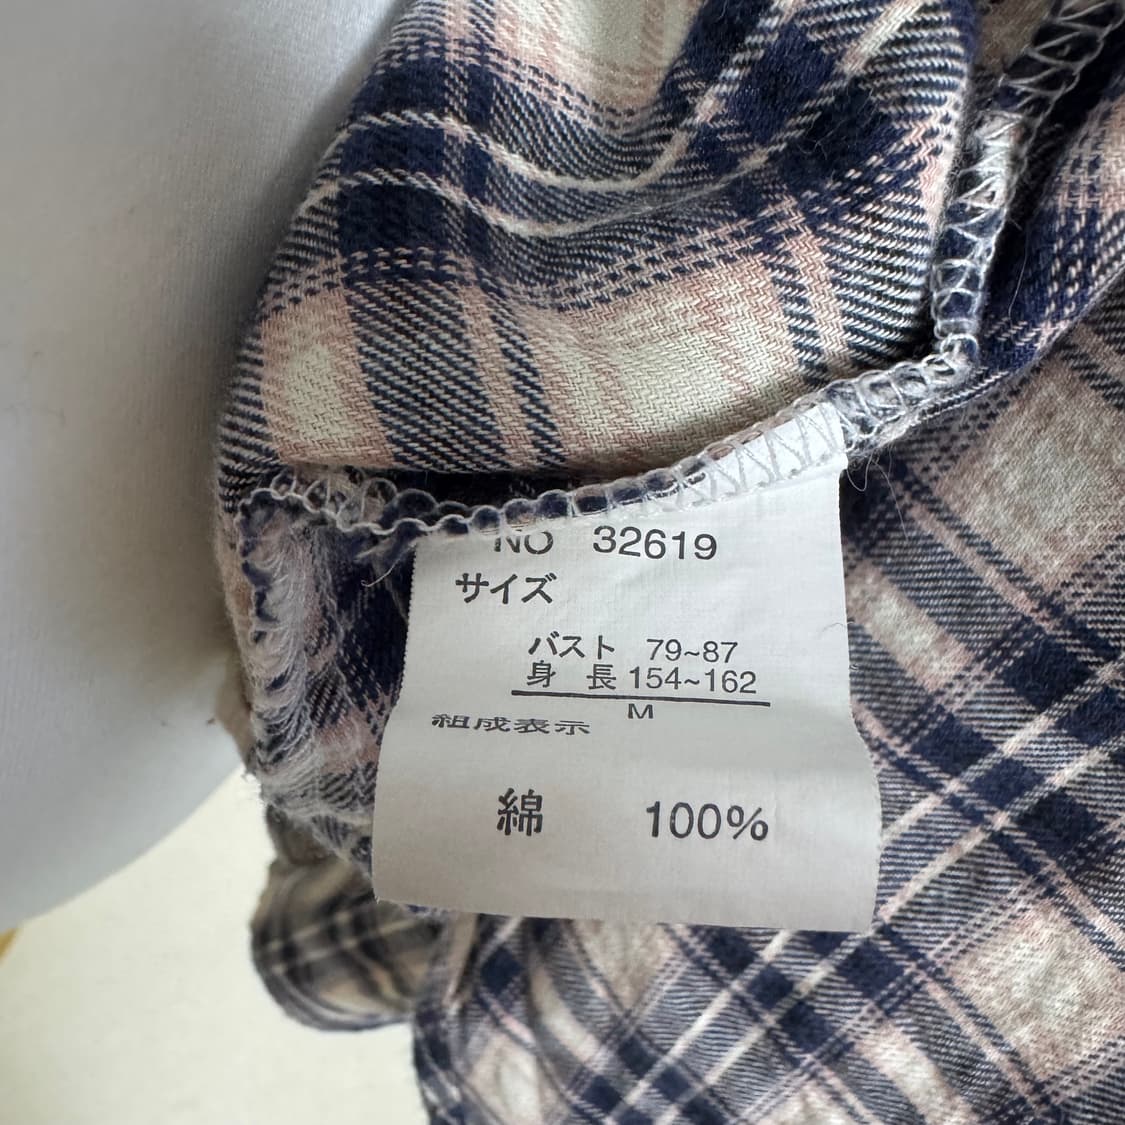 NO 32619
サイズ
バスト 79~87
身 長 154~162
M
組成表示
綿 100%